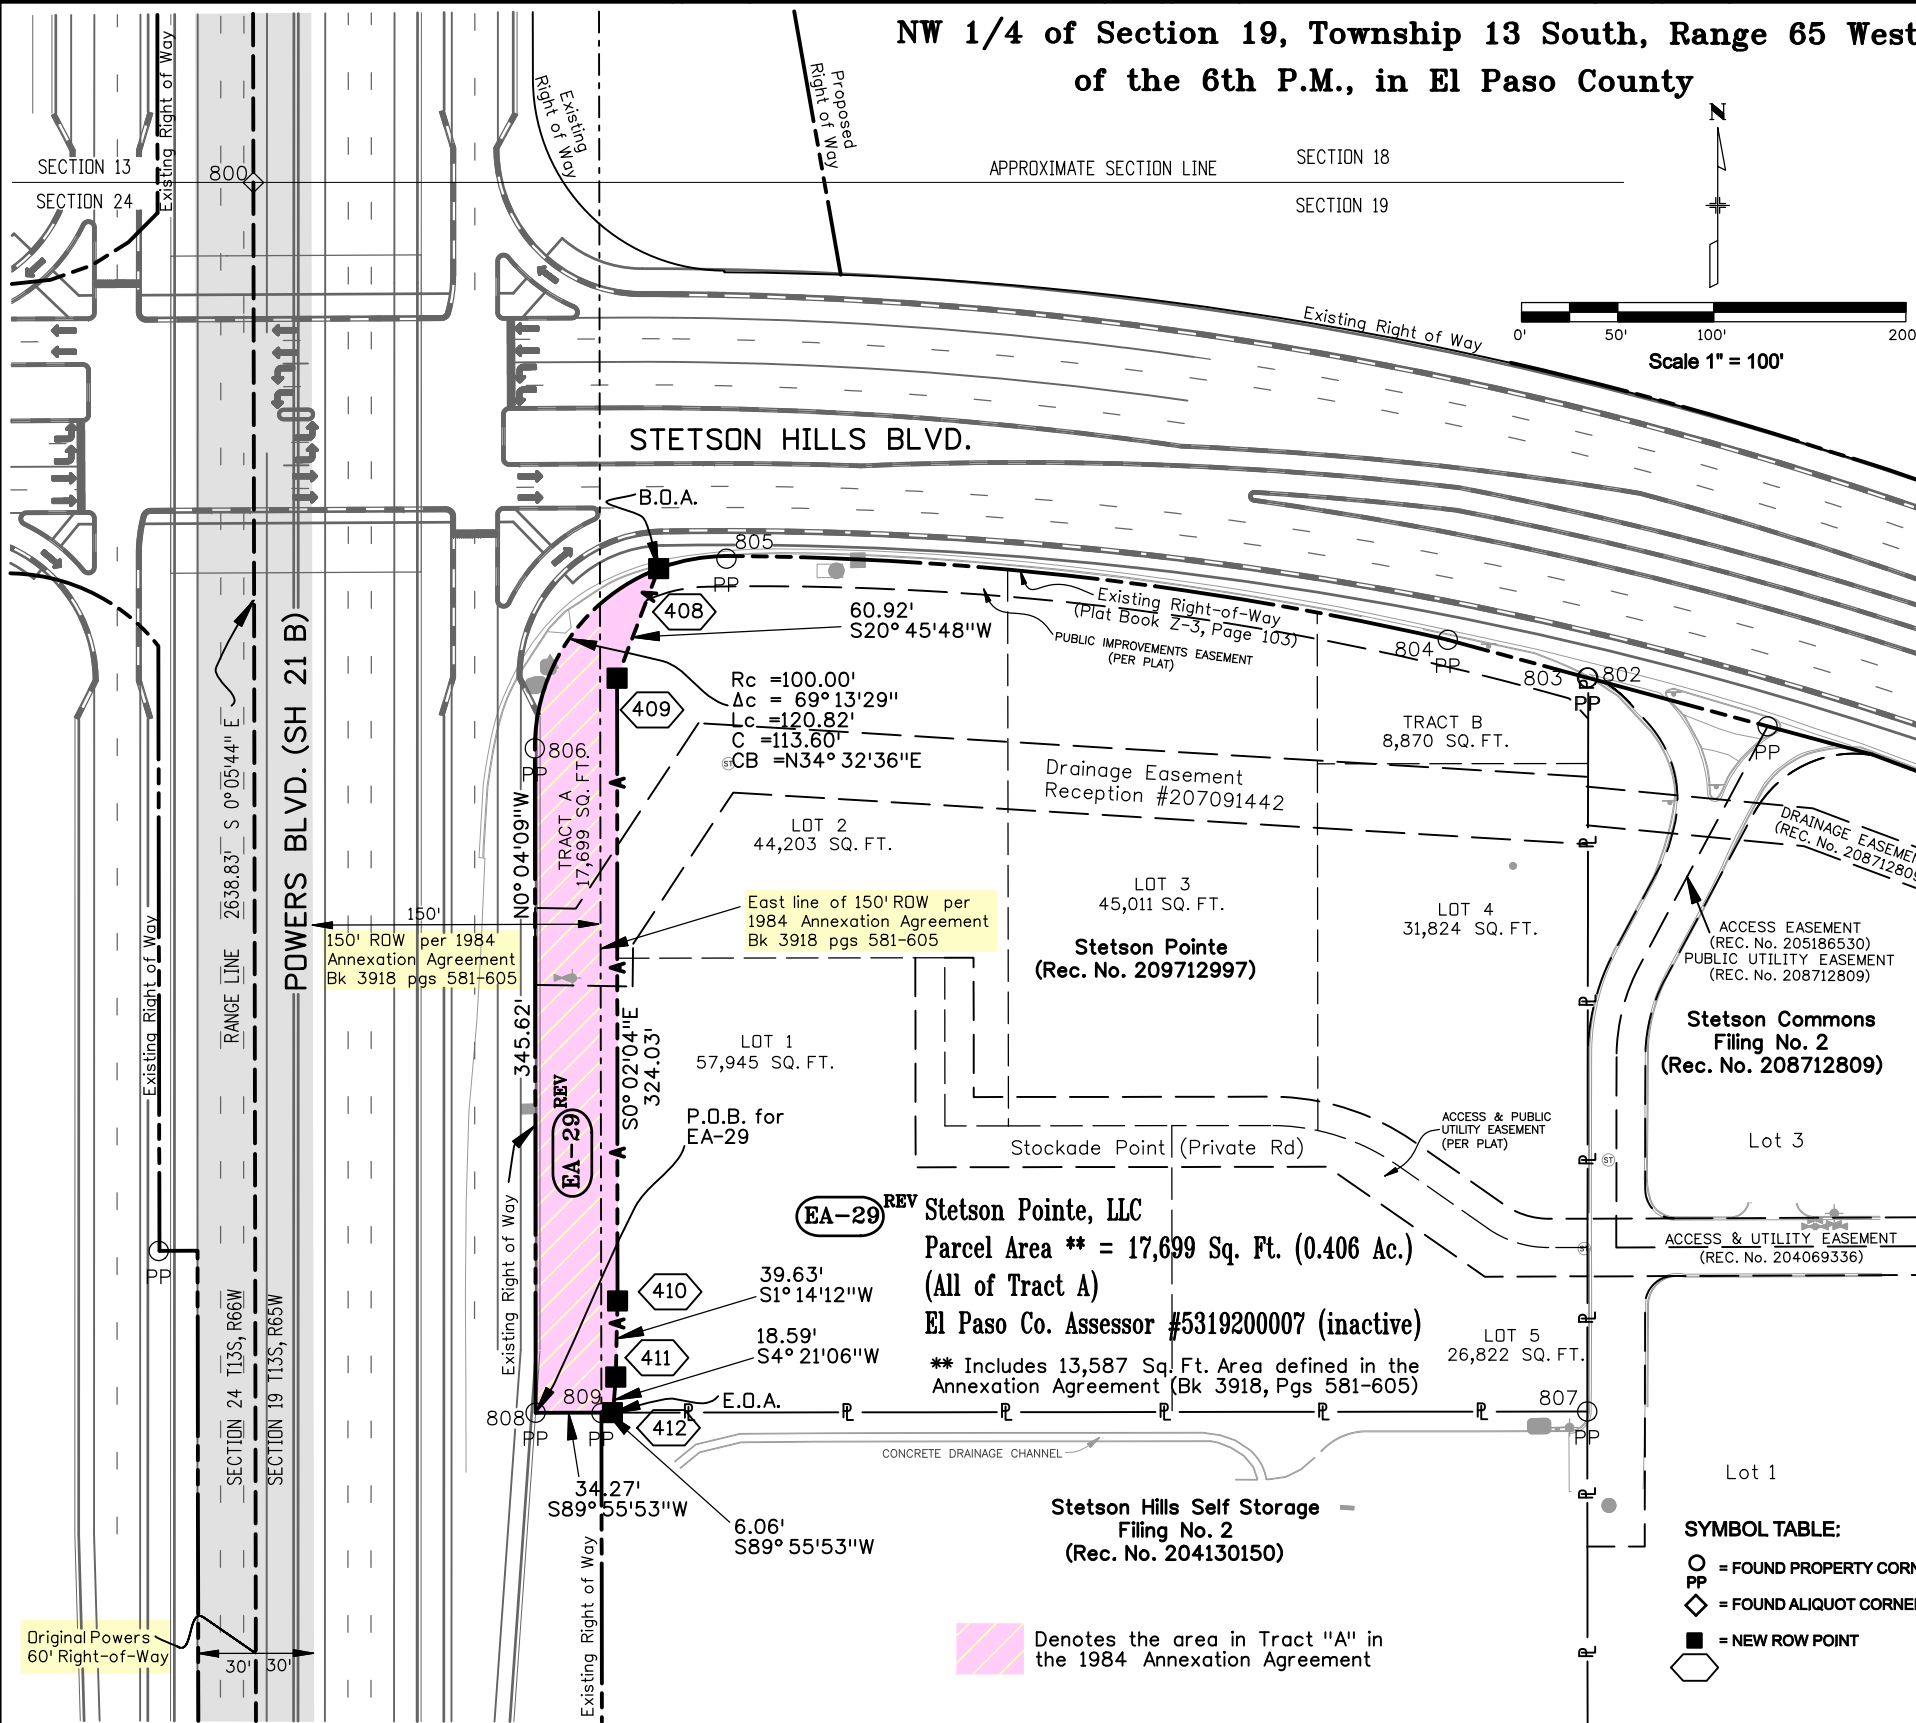 NW 1/4 of Section 19, Township 13 South, Range 65 West
of the 6th P.M., in El Paso County
N
0'
50'
100'
200
Scale 1" = 100'
SECTION 13
SECTION 24
800
Existing Right of Way
Existing
Right of Way
Proposed
Right of Way
APPROXIMATE SECTION LINE
SECTION 18
SECTION 19
Existing Right of Way
STETSON HILLS BLVD.
B.O.A.
805
PP
408
60.92'
S20° 45'48"W
Existing Right-of-Way
(Plat Book Z-3, Page 103)
PUBLIC IMPROVEMENTS EASEMENT
(PER PLAT)
804
PP
803
802
PP
PP
Rc =100.00'
Δc = 69° 13'29"
Lc =120.82'
C =113.60'
CB =N34° 32'36"E
ST
409
806
PP
TRACT A
17,699 SQ. FT.
N0° 04'09"W
345.62'
TRACT B
8,870 SQ. FT.
Drainage Easement
Reception #207091442
LOT 2
44,203 SQ. FT.
LOT 3
45,011 SQ. FT.
LOT 4
31,824 SQ. FT.
DRAINAGE EASEMEN
(REC. No. 208712809
ACCESS EASEMENT
(REC. No. 205186530)
PUBLIC UTILITY EASEMENT
(REC. No. 208712809)
Stetson Pointe
(Rec. No. 209712997)
Stetson Commons
Filing No. 2
(Rec. No. 208712809)
RANGE LINE 2638.83' S 0°05'44" E
POWERS BLVD. (SH 21 B)
150'
150' ROW per 1984
Annexation Agreement
Bk 3918 pgs 581-605
East line of 150' ROW per
1984 Annexation Agreement
Bk 3918 pgs 581-605
Existing Right of Way
LOT 1
57,945 SQ. FT.
S0° 02'04"E
324.03'
EA-29 REV
P.O.B. for
EA-29
ACCESS & PUBLIC
UTILITY EASEMENT
(PER PLAT)
Stockade Point (Private Rd)
Lot 3
ST
EA-29 REV
Stetson Pointe, LLC
Parcel Area ** = 17,699 Sq. Ft. (0.406 Ac.)
(All of Tract A)
El Paso Co. Assessor #5319200007 (inactive)
** Includes 13,587 Sq. Ft. Area defined in the
Annexation Agreement (Bk 3918, Pgs 581-605)
ACCESS & UTILITY EASEMENT
(REC. No. 204069336)
ST
PP
Existing Right of Way
410
39.63'
S1° 14'12"W
411
18.59'
S4° 21'06"W
LOT 5
26,822 SQ. FT.
808
PP
809
PP
E.O.A.
412
807
PP
SECTION 24 T13S, R66W
SECTION 19 T13S, R65W
34.27'
S89° 55'53"W
6.06'
S89° 55'53"W
CONCRETE DRAINAGE CHANNEL
Stetson Hills Self Storage
Filing No. 2
(Rec. No. 204130150)
Lot 1
Existing Right of Way
Original Powers
60' Right-of-Way
30'
30'
Denotes the area in Tract "A" in
the 1984 Annexation Agreement
SYMBOL TABLE:
PP
= FOUND PROPERTY CORN
= FOUND ALIQUOT CORNE
= NEW ROW POINT